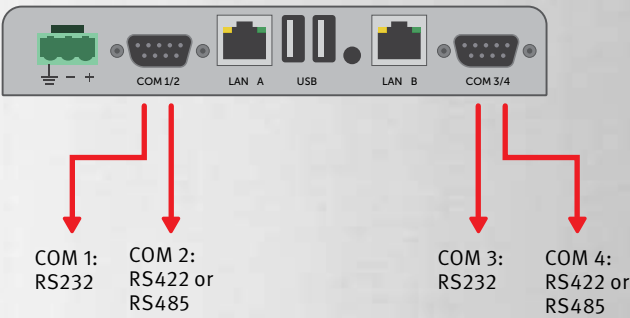 − +
COM 1/2
LAN A
USB
LAN B
COM 3/4
COM 1:
RS232
COM 2:
RS422 or
RS485
COM 3:
RS232
COM 4:
RS422 or
RS485